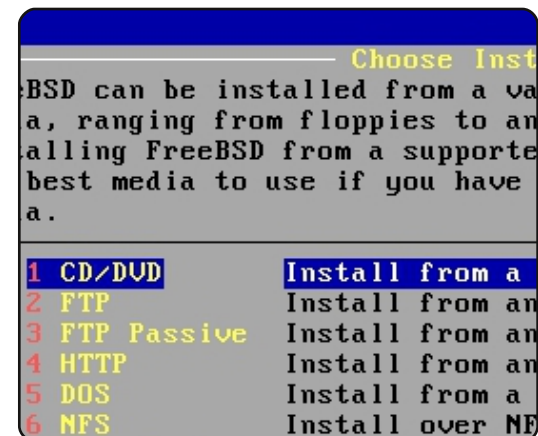 Choose Inst
eBSD can be installed from a va
a, ranging from floppies to an
alling FreeBSD from a supporte
best media to use if you have
a.
1 CD/DVD Install from a
2 FTP Install from an
3 FTP Passive Install from an
4 HTTP Install from an
5 DOS Install from a
6 NFS Install over NF